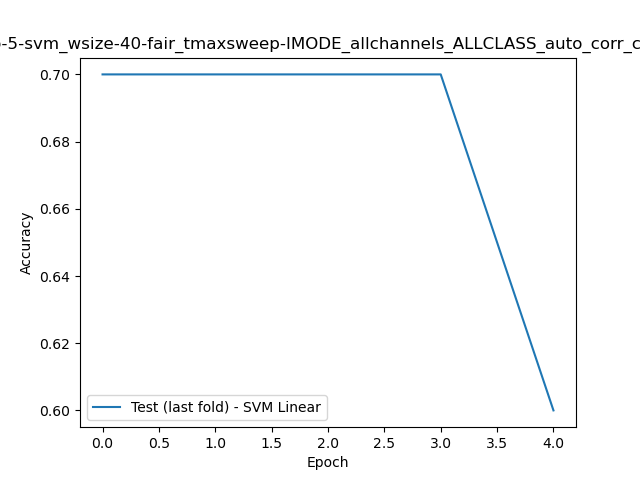 -5-svm_wsize-40-fair_tmaxsweep-IMODE_allchannels_ALLCLASS_auto_corr_c
0.70
0.68
0.66
0.64
0.62
0.60
Accuracy
Test (last fold) - SVM Linear
0.0 0.5 1.0 1.5 2.0 2.5 3.0 3.5 4.0
Epoch